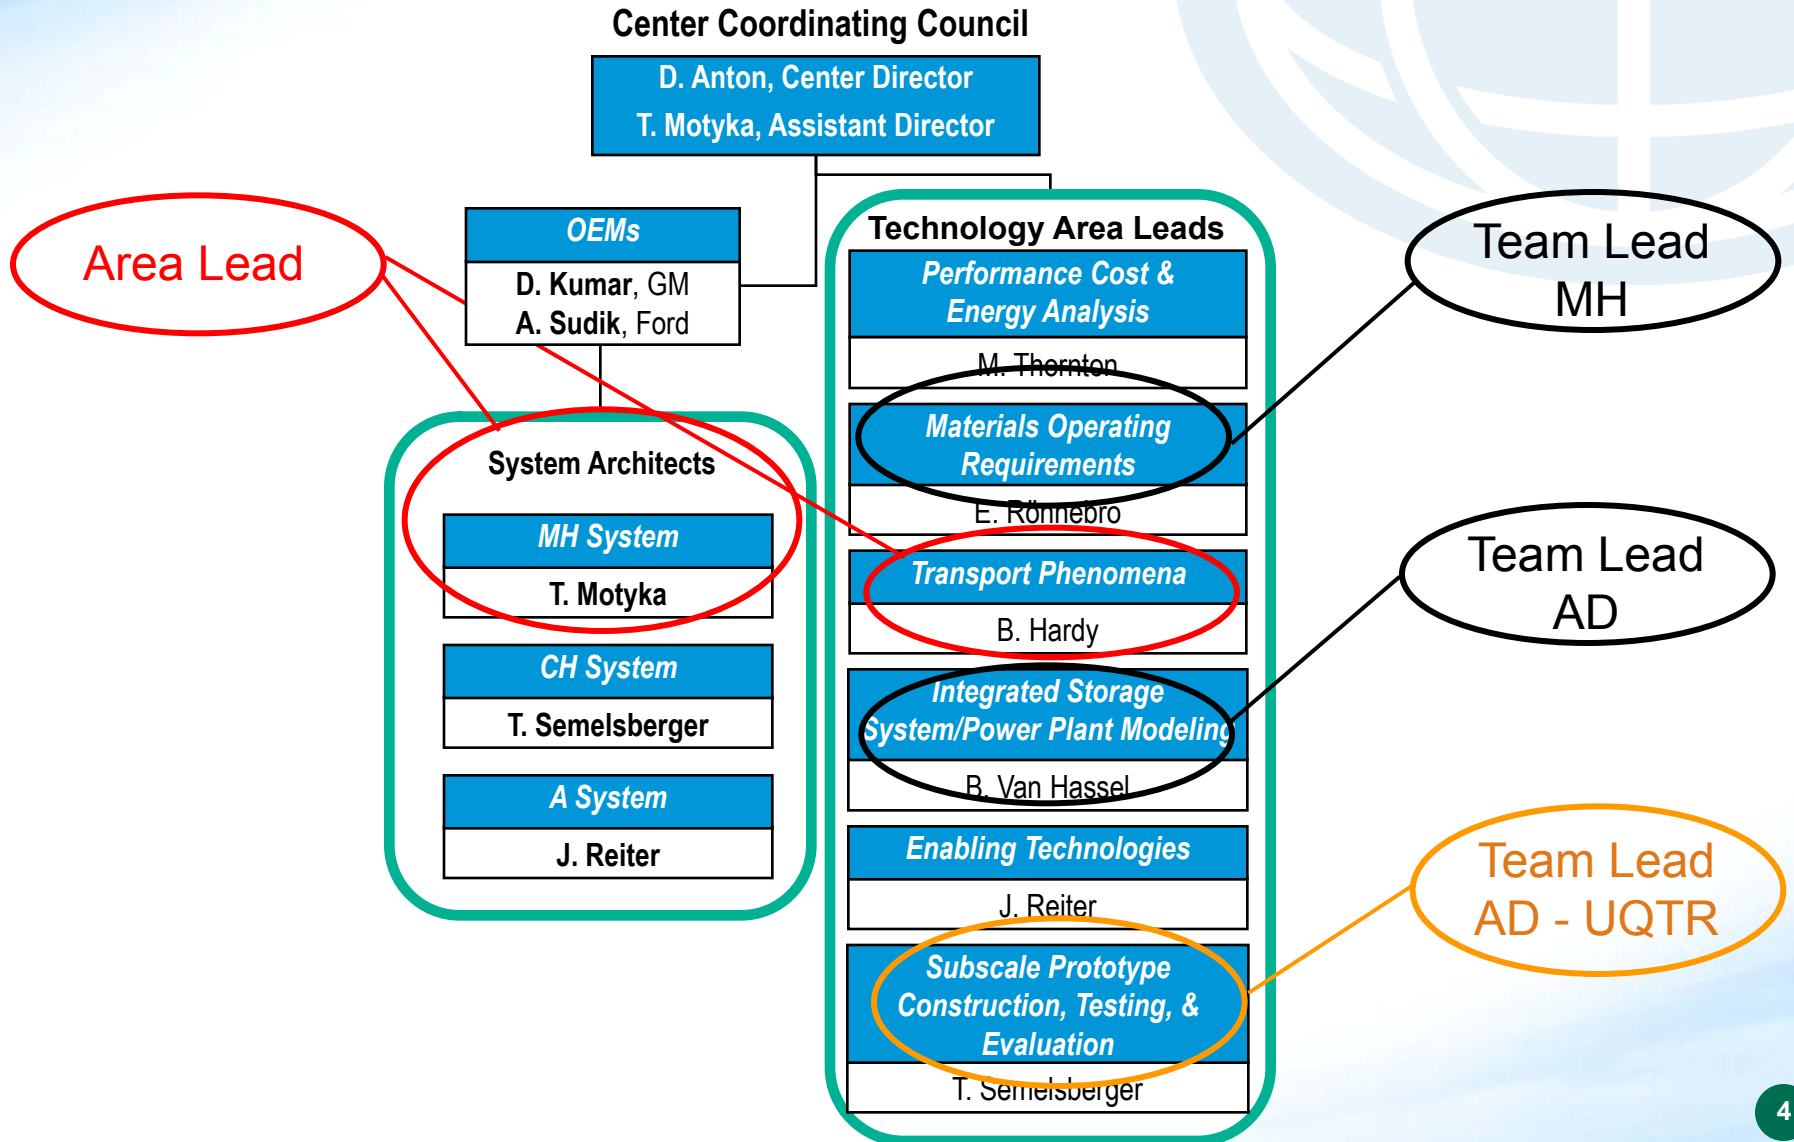 Center Coordinating Council
D. Anton, Center Director
T. Motyka, Assistant Director
Area Lead
OEMs
D. Kumar, GM
A. Sudik, Ford
System Architects
MH System
T. Motyka
CH System
T. Semelsberger
A System
J. Reiter
Technology Area Leads
Performance Cost &
Energy Analysis
M. Thornton
Materials Operating
Requirements
E. Rönnebro
Transport Phenomena
B. Hardy
Integrated Storage
System/Power Plant Modeling
B. Van Hassel
Enabling Technologies
J. Reiter
Subscale Prototype
Construction, Testing, &
Evaluation
T. Semelsberger
Team Lead
MH
Team Lead
AD
Team Lead
AD - UQTR
4